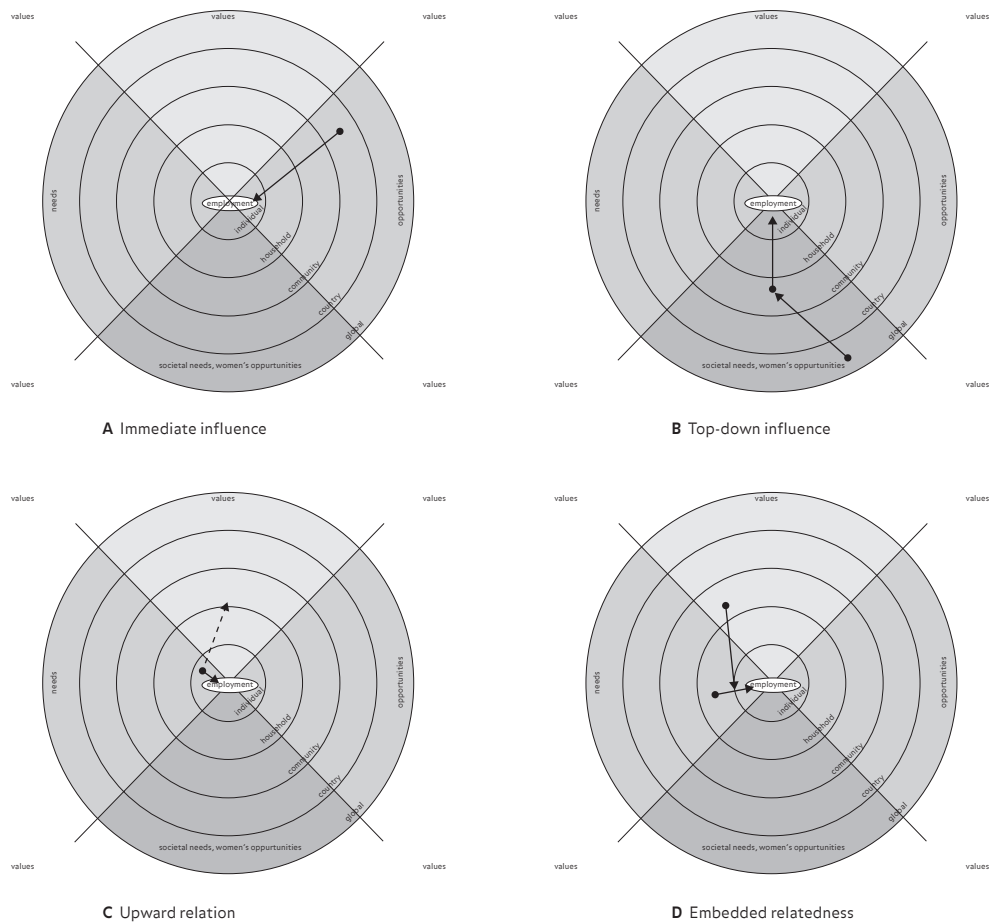 values
values
values
needs
opportunities
employment
individual
household
community
country
global
societal needs, women's oppurtunities
values
values
A Immediate influence
values
values
values
needs
opportunities
employment
individual
household
community
country
global
societal needs, women's oppurtunities
values
values
B Top-down influence
values
values
values
needs
opportunities
employment
individual
household
community
country
global
societal needs, women's oppurtunities
values
values
C Upward relation
values
values
values
needs
opportunities
employment
individual
household
community
country
global
societal needs, women's oppurtunities
values
values
D Embedded relatedness